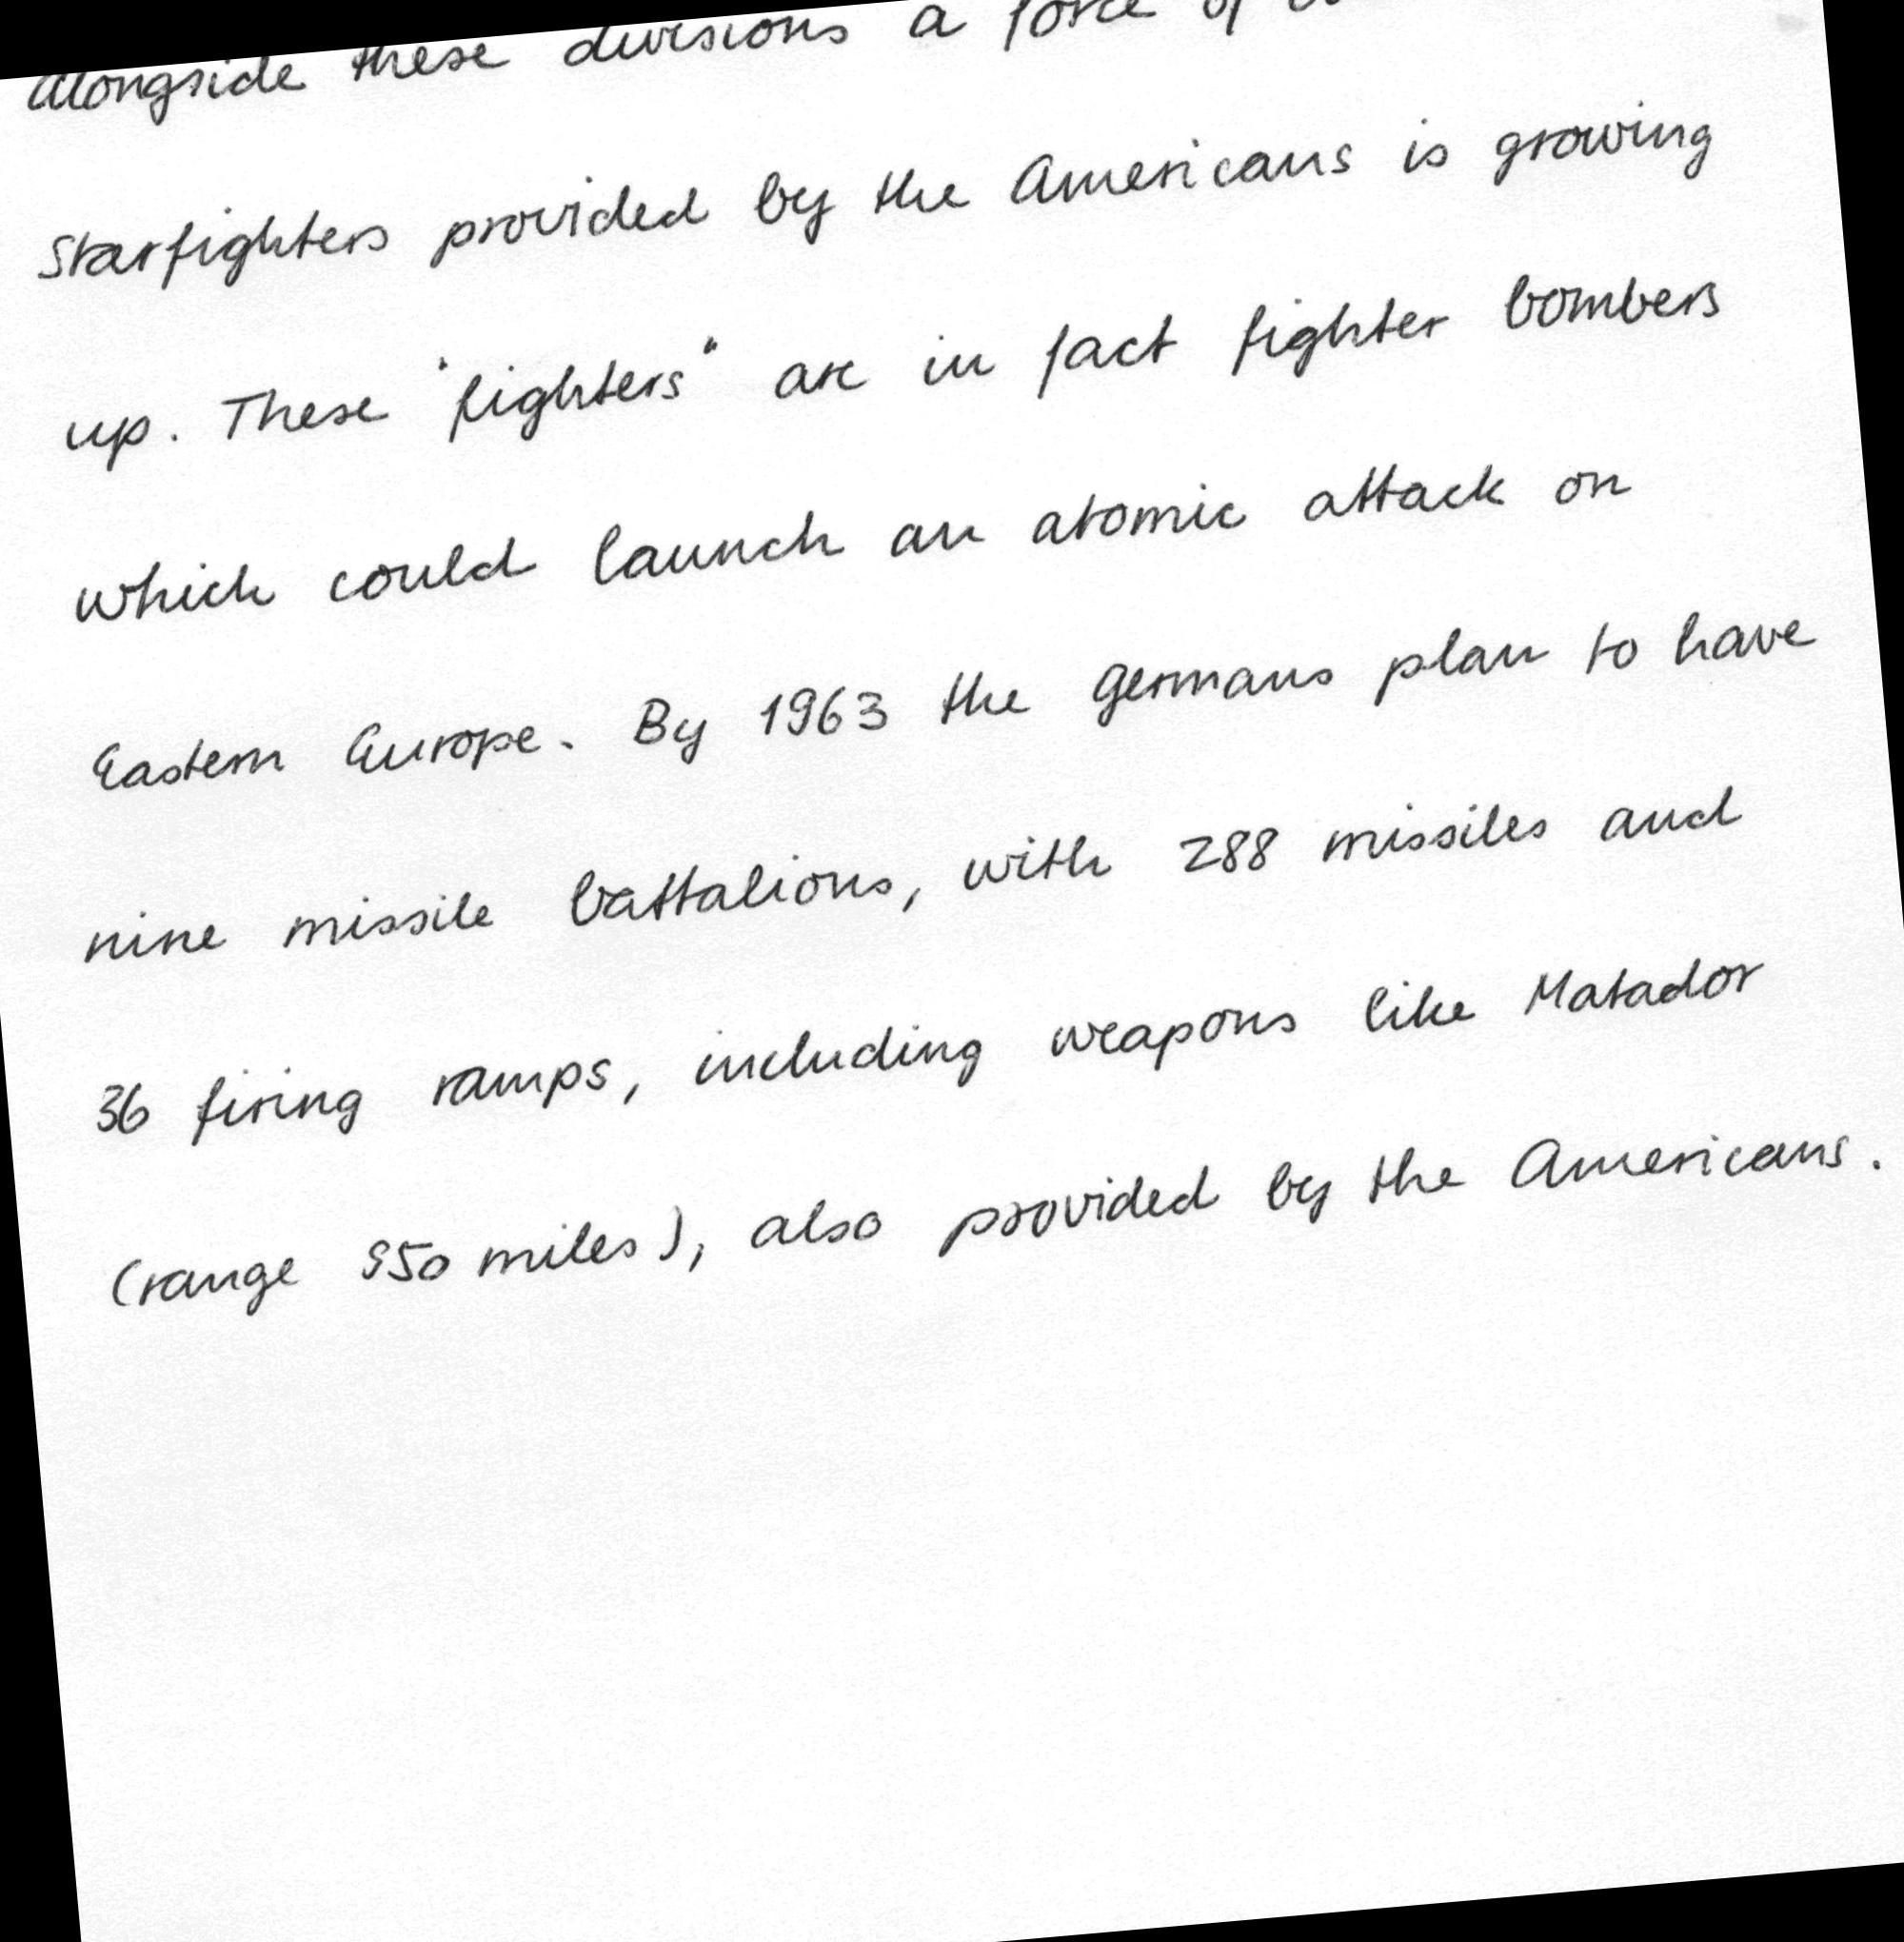 alongside these divisions a force of
Starfighters provided by the Americans is growing
up. These "fighters" are in fact fighter bombers
which could launch an atomic attack on
Eastern Europe. By 1963 the Germans plan to have
nine missile battalions, with 288 missiles and
36 firing ramps, including weapons like Matador
(range 950 miles), also provided by the Americans.